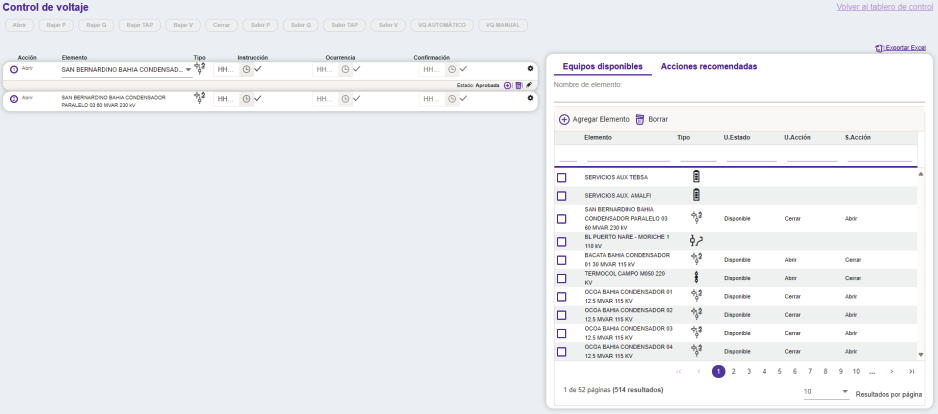 Control de voltaje
Volver al tablero de control
Abrir Bajar P Bajar Q Bajar TAP Bajar V Cerrar Subir P Subir Q Subir TAP Subir V VQ AUTOMÁTICO VQ MANUAL
Exportar Excel
Acción Elemento Tipo Instrucción Ocurrencia Confirmación
Abrir SAN BERNARDINO BAHIA CONDENSAD... HH... HH... HH...
Estado: Aprobada
Abrir SAN BERNARDINO BAHIA CONDENSADOR
PARALELO 03 60 MVAR 230 kV HH... HH... HH...
Equipos disponibles Acciones recomendadas
Nombre de elemento:
Agregar Elemento Borrar
Elemento Tipo U.Estado U.Acción S.Acción
SERVICIOS AUX TEBSA
SERVICIOS AUX. AMALFI
SAN BERNARDINO BAHIA
CONDENSADOR PARALELO 03 Disponible Cerrar Abrir
60 MVAR 230 kV
BL PUERTO NARE - MORICHE 1
110 kV
BACATA BAHIA CONDENSADOR Disponible Abrir Cerrar
01 30 MVAR 115 kV
TERMOCOL CAMPO M050 220 Disponible Abrir Cerrar
KV
OCOA BAHIA CONDENSADOR 01 Disponible Cerrar Abrir
12.5 MVAR 115 KV
OCOA BAHIA CONDENSADOR 02 Disponible Cerrar Abrir
12.5 MVAR 115 KV
OCOA BAHIA CONDENSADOR 03 Disponible Cerrar Abrir
12.5 MVAR 115 KV
OCOA BAHIA CONDENSADOR 04 Disponible Cerrar Abrir
12.5 MVAR 115 KV
1 2 3 4 5 6 7 8 9 10 ...
1 de 52 páginas (514 resultados) 10 Resultados por página